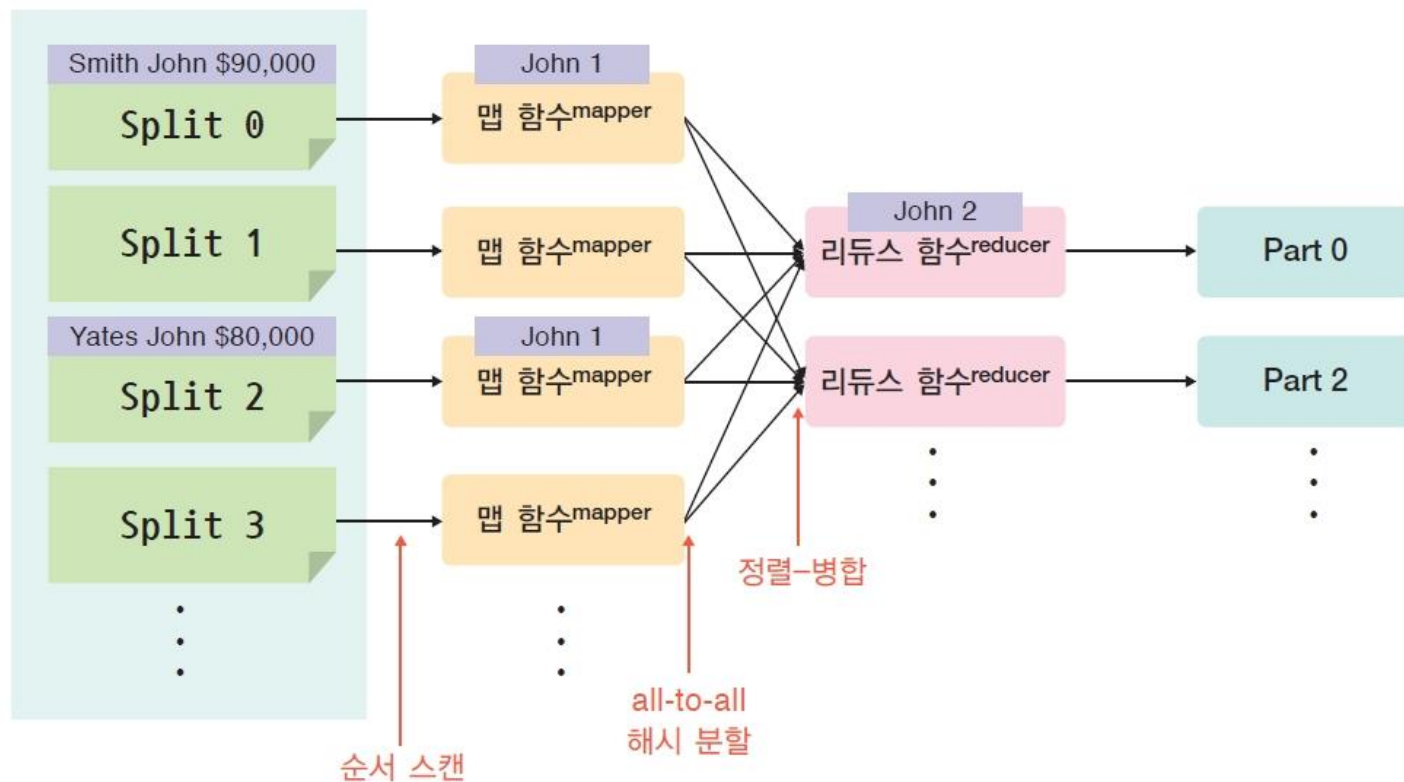 Smith John $90,000
Split 0
John 1
맵 함수mapper
Split 1
맵 함수mapper
John 2
리듀스 함수reducer
Part 0
Yates John $80,000
Split 2
John 1
맵 함수mapper
리듀스 함수reducer
Part 2
Split 3
맵 함수mapper
정렬–병합
all-to-all
해시 분할
순서 스캔